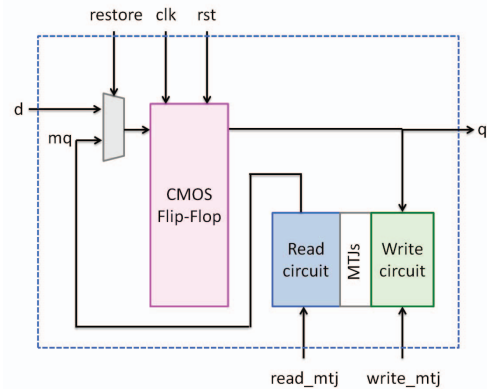 restore clk rst
d
mq
q
CMOS
Flip-Flop
Read
circuit
MTJs
Write
circuit
read_mtj write_mtj